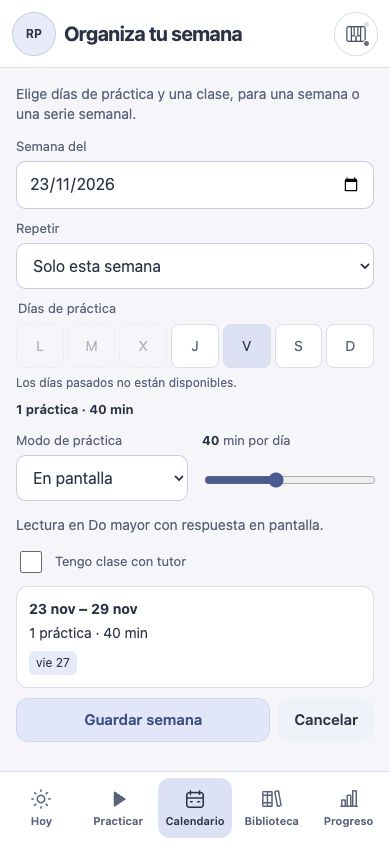 RP
Organiza tu semana
Elige días de práctica y una clase, para una semana o
una serie semanal.
Semana del
23/11/2026
Repetir
Solo esta semana
Días de práctica
L M X J V S D
Los días pasados no están disponibles.
1 práctica · 40 min
Modo de práctica
40 min por día
En pantalla
Lectura en Do mayor con respuesta en pantalla.
Tengo clase con tutor
23 nov – 29 nov
1 práctica · 40 min
vie 27
Guardar semana
Cancelar
Hoy
Practicar
Calendario
Biblioteca
Progreso